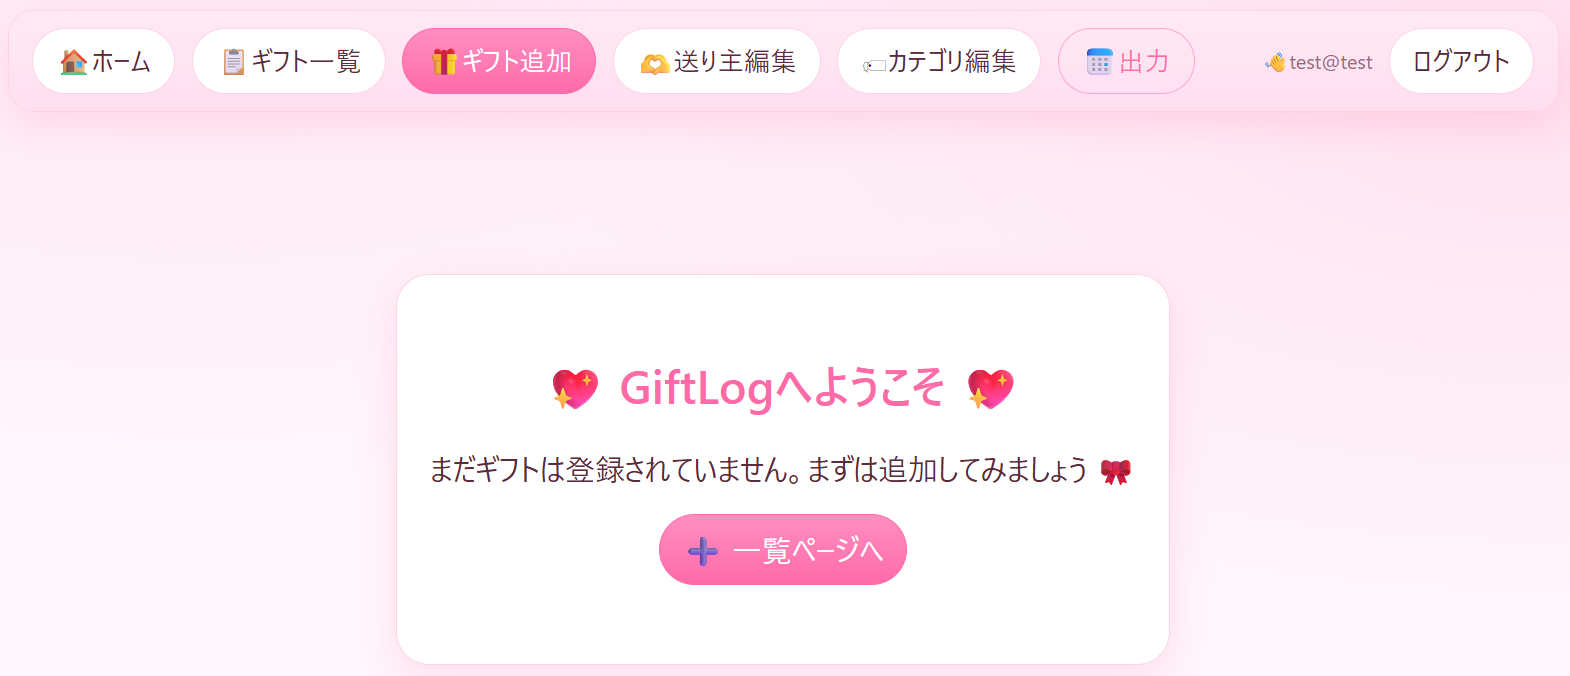 🏠ホーム 📋ギフト一覧 🎁ギフト追加 🫶送り主編集 🏷️カテゴリ編集 📅出力 👋test@test ログアウト
💖 GiftLogへようこそ 💖
まだギフトは登録されていません。まずは追加してみましょう 🎀
➕ 一覧ページへ